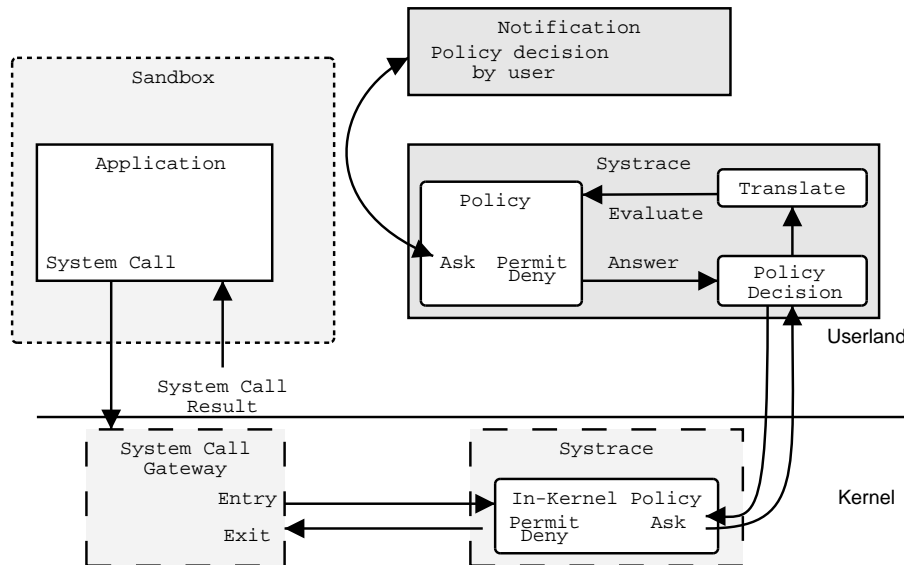 Notification
Policy decision
by user
Sandbox
Application
System Call
Systrace
Translate
Policy
Evaluate
Ask Permit
Deny
Answer
Policy
Decision
Userland
System Call
Result
System Call
Gateway
Entry
Exit
Systrace
In-Kernel Policy
Permit Ask
Deny
Kernel